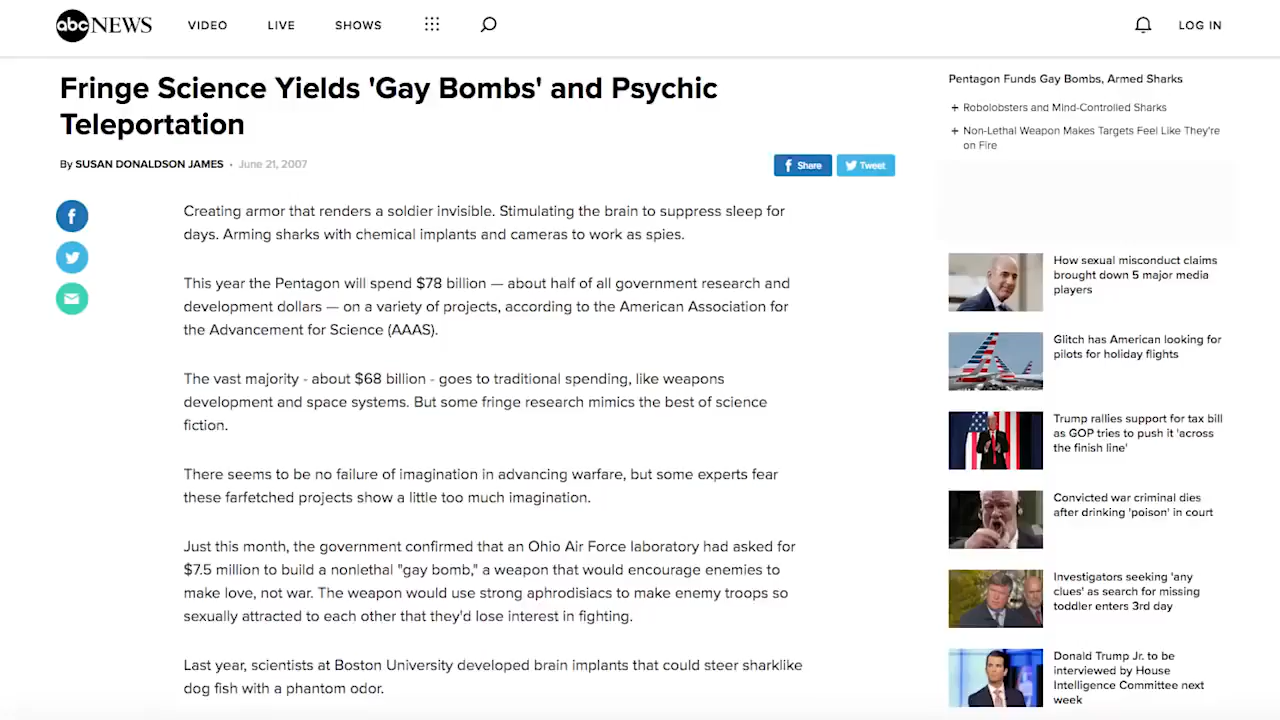 abc NEWS VIDEO LIVE SHOWS LOG IN
Fringe Science Yields 'Gay Bombs' and Psychic
Teleportation
By SUSAN DONALDSON JAMES • June 21, 2007
Share Tweet
Creating armor that renders a soldier invisible. Stimulating the brain to suppress sleep for
days. Arming sharks with chemical implants and cameras to work as spies.
This year the Pentagon will spend $78 billion — about half of all government research and
development dollars — on a variety of projects, according to the American Association for
the Advancement for Science (AAAS).
The vast majority - about $68 billion - goes to traditional spending, like weapons
development and space systems. But some fringe research mimics the best of science
fiction.
There seems to be no failure of imagination in advancing warfare, but some experts fear
these farfetched projects show a little too much imagination.
Just this month, the government confirmed that an Ohio Air Force laboratory had asked for
$7.5 million to build a nonlethal "gay bomb," a weapon that would encourage enemies to
make love, not war. The weapon would use strong aphrodisiacs to make enemy troops so
sexually attracted to each other that they'd lose interest in fighting.
Last year, scientists at Boston University developed brain implants that could steer sharklike
dog fish with a phantom odor.
Pentagon Funds Gay Bombs, Armed Sharks
+ Robolobsters and Mind-Controlled Sharks
+ Non-Lethal Weapon Makes Targets Feel Like They're
on Fire
How sexual misconduct claims
brought down 5 major media
players
Glitch has American looking for
pilots for holiday flights
Trump rallies support for tax bill
as GOP tries to push it 'across
the finish line'
Convicted war criminal dies
after drinking 'poison' in court
Investigators seeking 'any
clues' as search for missing
toddler enters 3rd day
Donald Trump Jr. to be
interviewed by House
Intelligence Committee next
week